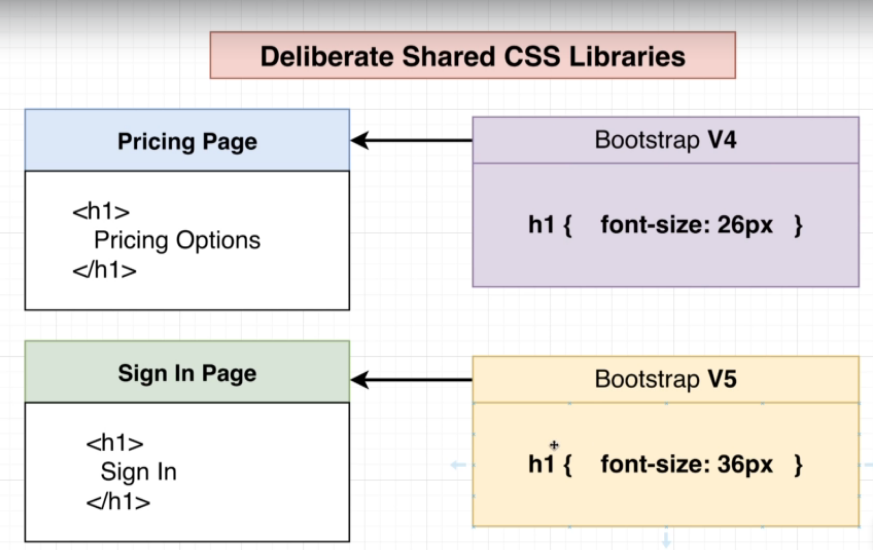 Deliberate Shared CSS Libraries
Pricing Page
<h1>
Pricing Options
</h1>
Bootstrap V4
h1 { font-size: 26px }
Sign In Page
<h1>
Sign In
</h1>
Bootstrap V5
h1 { font-size: 36px }